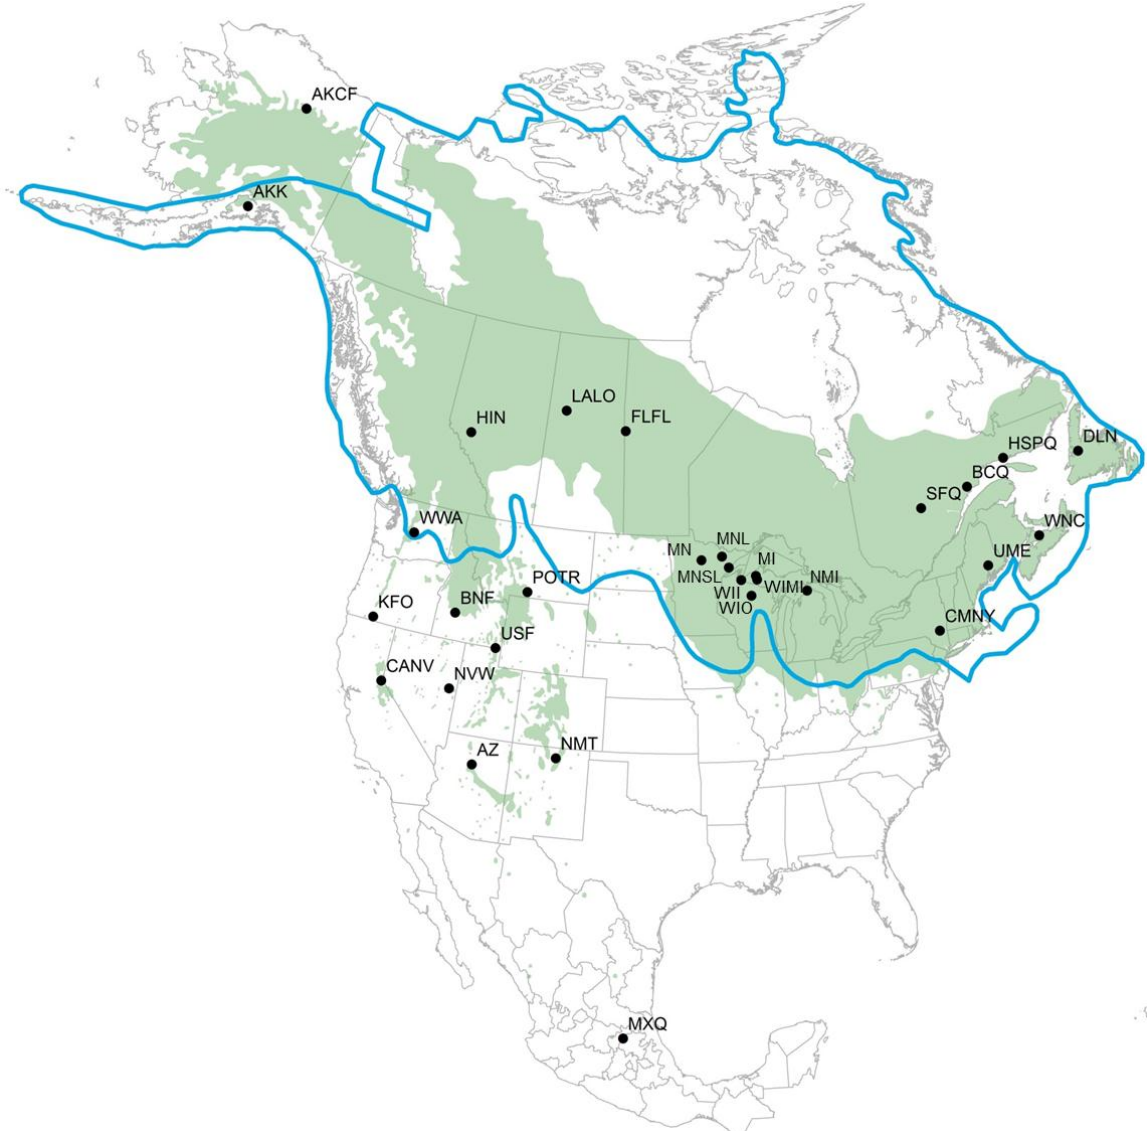 AKCF
AKK
LALO
HIN
FLFL
DLN
HSPQ
BCQ
SFQ
WNC
WWA
MNL
MN
UME
MI
MNSL
NMI
POTR
WII
WIMI
BNF
WIO
KFO
CMNY
USF
CANV
NVW
AZ
NMT
MXQ